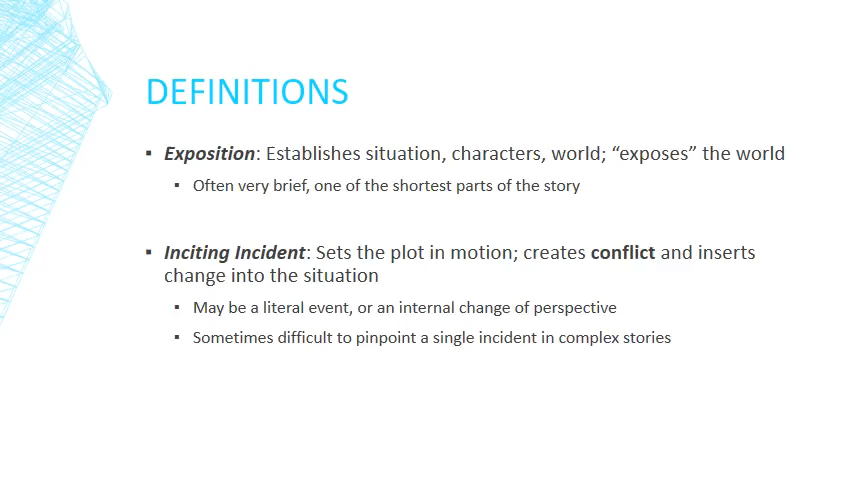 DEFINITIONS
▪ Exposition: Establishes situation, characters, world; “exposes” the world
▪ Often very brief, one of the shortest parts of the story
▪ Inciting Incident: Sets the plot in motion; creates conflict and inserts
change into the situation
▪ May be a literal event, or an internal change of perspective
▪ Sometimes difficult to pinpoint a single incident in complex stories